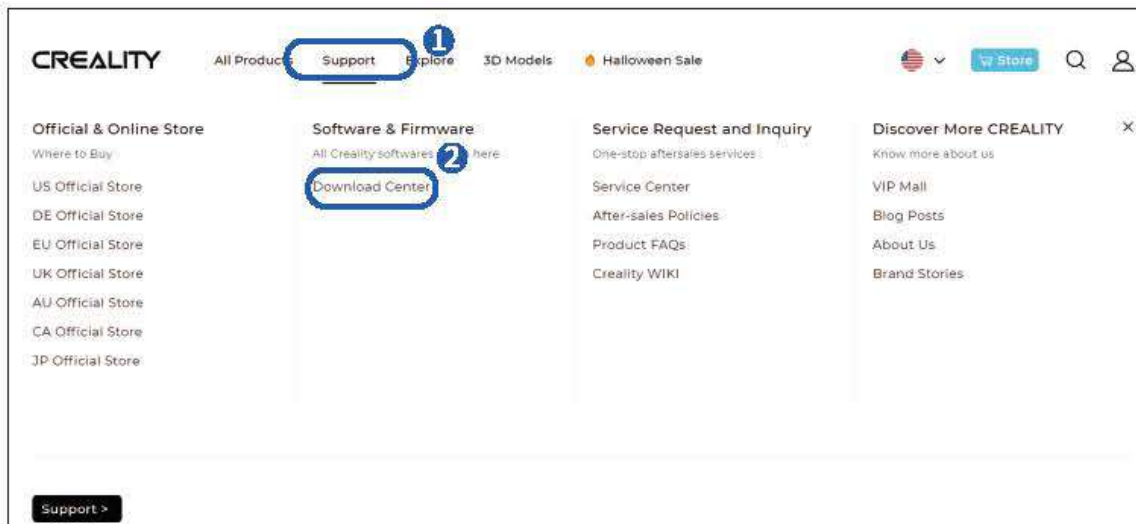 CREALITY All Products Support Explore 3D Models Halloween Sale Store
1
Official & Online Store
Where to Buy
US Official Store
DE Official Store
EU Official Store
UK Official Store
AU Official Store
CA Official Store
JP Official Store
Software & Firmware
All Creality softwares here
2
Download Center
Service Request and Inquiry
One-stop aftersales services
Service Center
After-sales Policies
Product FAQs
Creality WIKI
Discover More CREALITY ×
Know more about us
VIP Mall
Blog Posts
About Us
Brand Stories
Support >